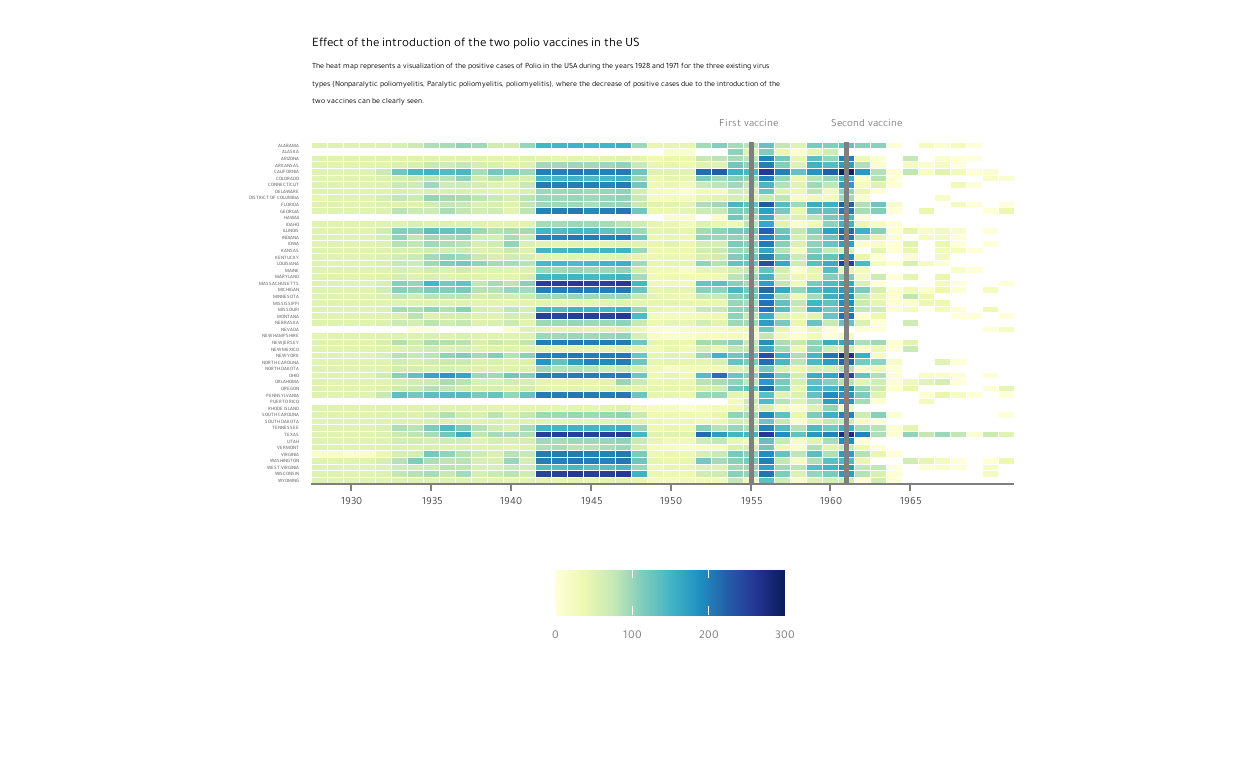 Effect of the introduction of the two polio vaccines in the US
The heat map represents a visualization of the positive cases of Polio in the USA during the years 1928 and 1971 for the three existing virus
types (Nonparalytic poliomyelitis, Paralytic poliomyelitis, poliomyelitis), where the decrease of positive cases due to the introduction of the
two vaccines can be clearly seen.
First vaccine Second vaccine
ALABAMA
ALASKA
ARIZONA
ARKANSAS
CALIFORNIA
COLORADO
CONNECTICUT
DELAWARE
DISTRICT OF COLUMBIA
FLORIDA
GEORGIA
HAWAII
IDAHO
ILLINOIS
INDIANA
IOWA
KANSAS
KENTUCKY
LOUISIANA
MAINE
MARYLAND
MASSACHUSETTS
MICHIGAN
MINNESOTA
MISSISSIPPI
MISSOURI
MONTANA
NEBRASKA
NEVADA
NEW HAMPSHIRE
NEW JERSEY
NEW MEXICO
NEW YORK
NORTH CAROLINA
NORTH DAKOTA
OHIO
OKLAHOMA
OREGON
PENNSYLVANIA
PUERTO RICO
RHODE ISLAND
SOUTH CAROLINA
SOUTH DAKOTA
TENNESSEE
TEXAS
UTAH
VERMONT
VIRGINIA
WASHINGTON
WEST VIRGINIA
WISCONSIN
WYOMING
1930 1935 1940 1945 1950 1955 1960 1965
0 100 200 300